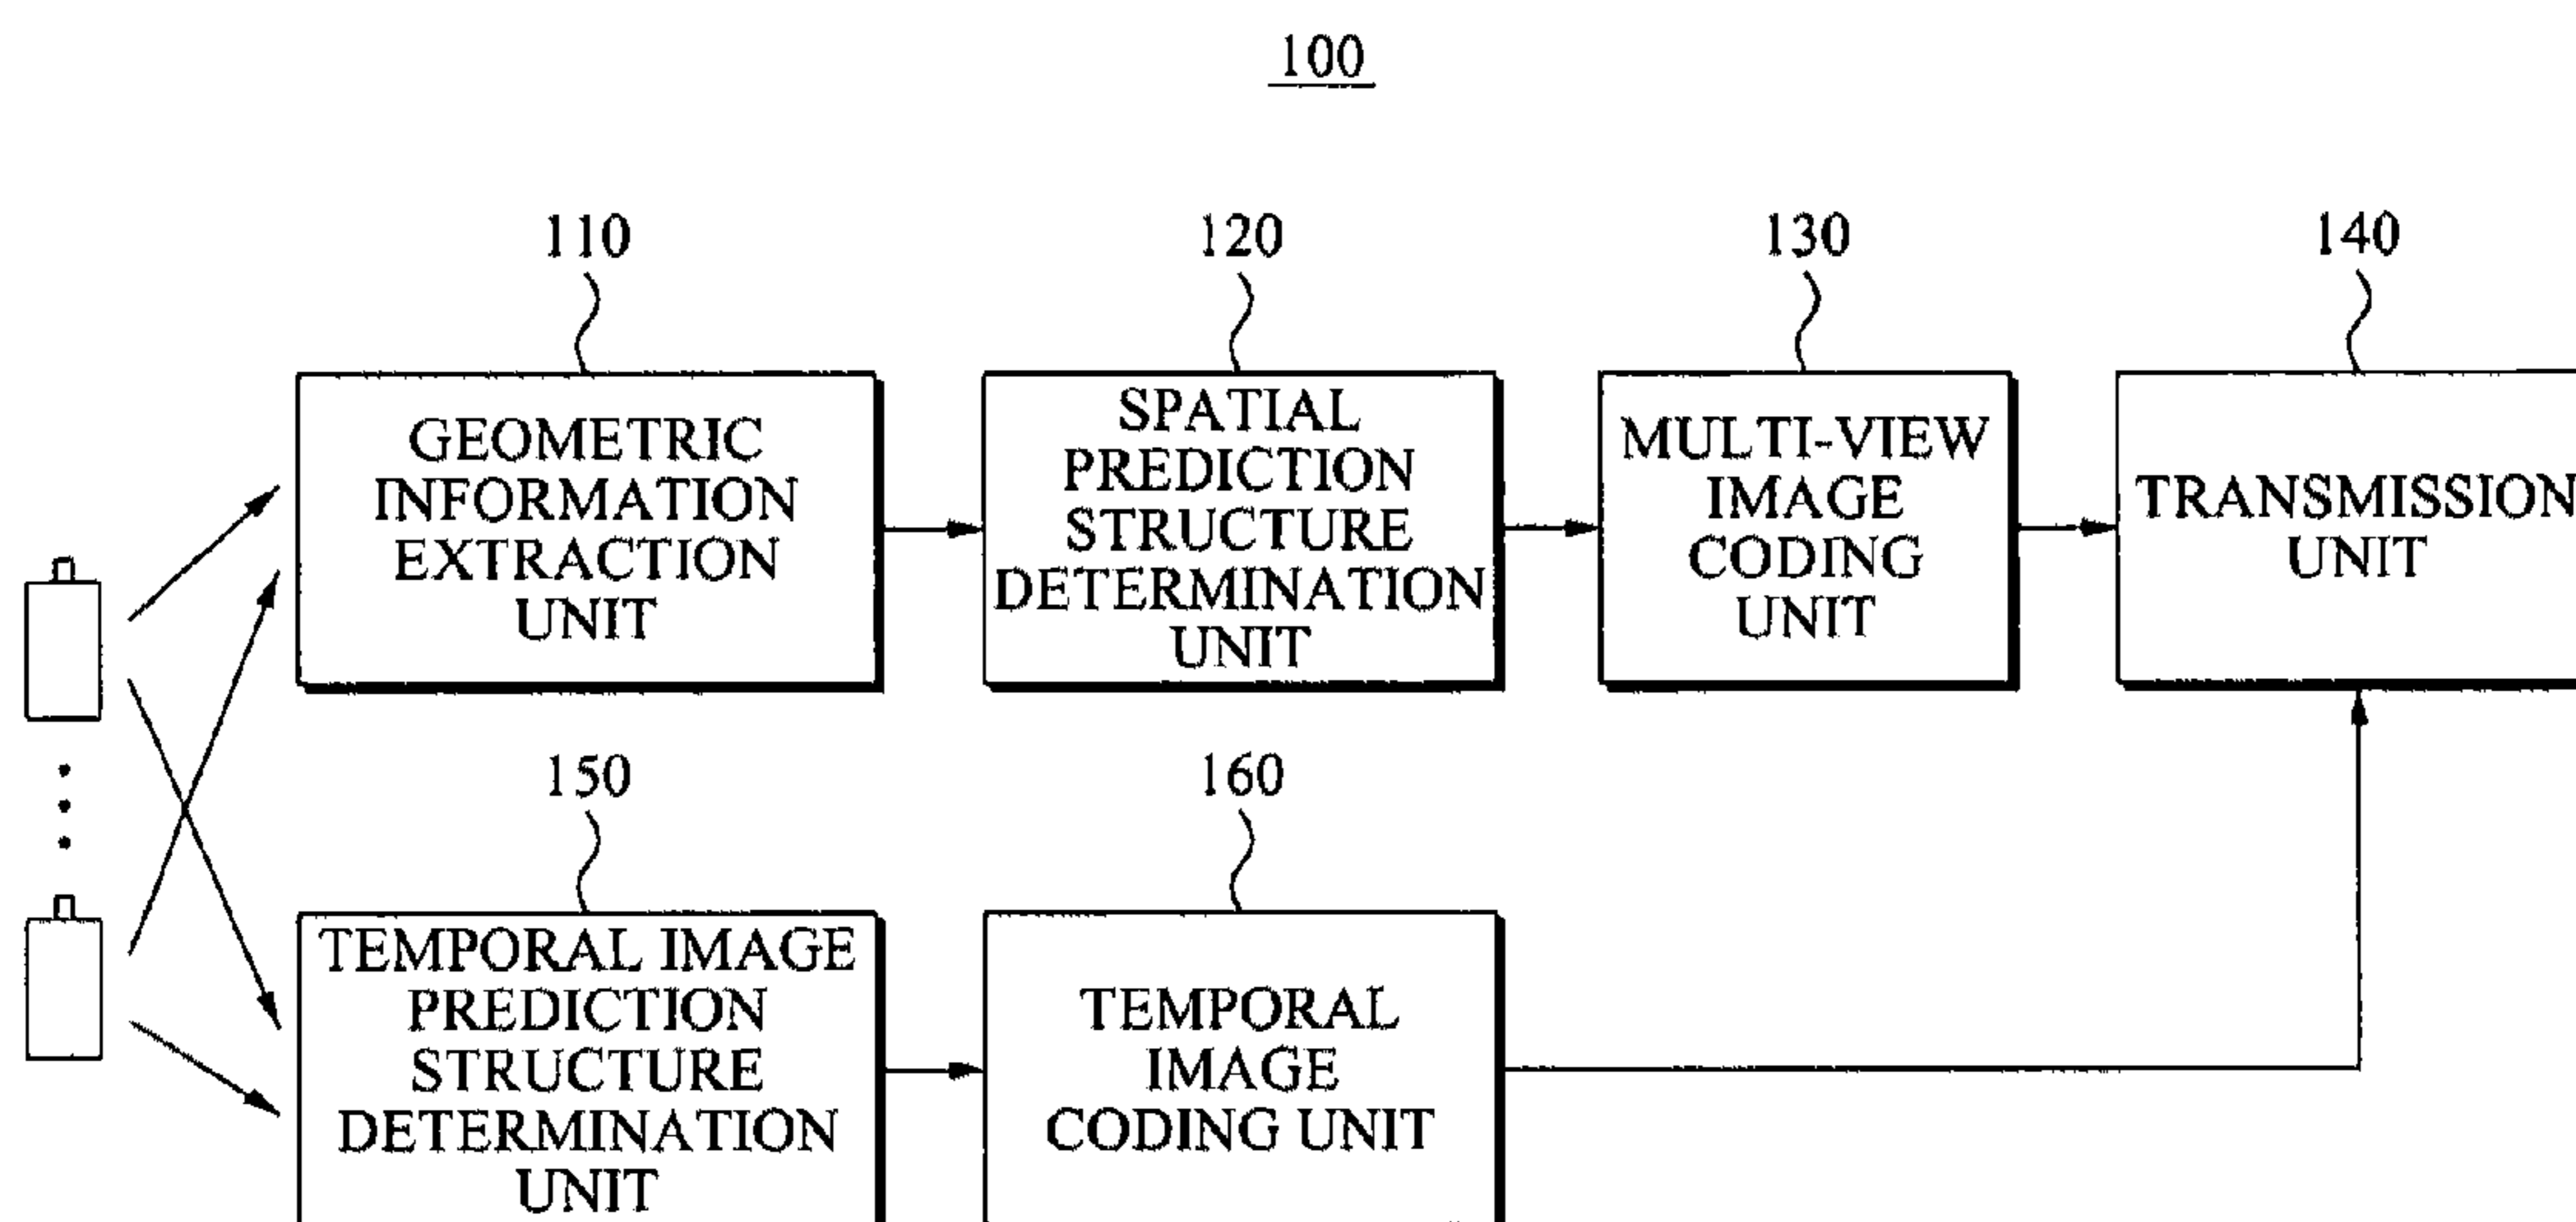 100
110
120
130
140
GEOMETRIC
INFORMATION
EXTRACTION
UNIT
SPATIAL
PREDICTION
STRUCTURE
DETERMINATION
UNIT
MULTI-VIEW
IMAGE
CODING
UNIT
TRANSMISSION
UNIT
150
160
TEMPORAL IMAGE
PREDICTION
STRUCTURE
DETERMINATION
UNIT
TEMPORAL
IMAGE
CODING UNIT